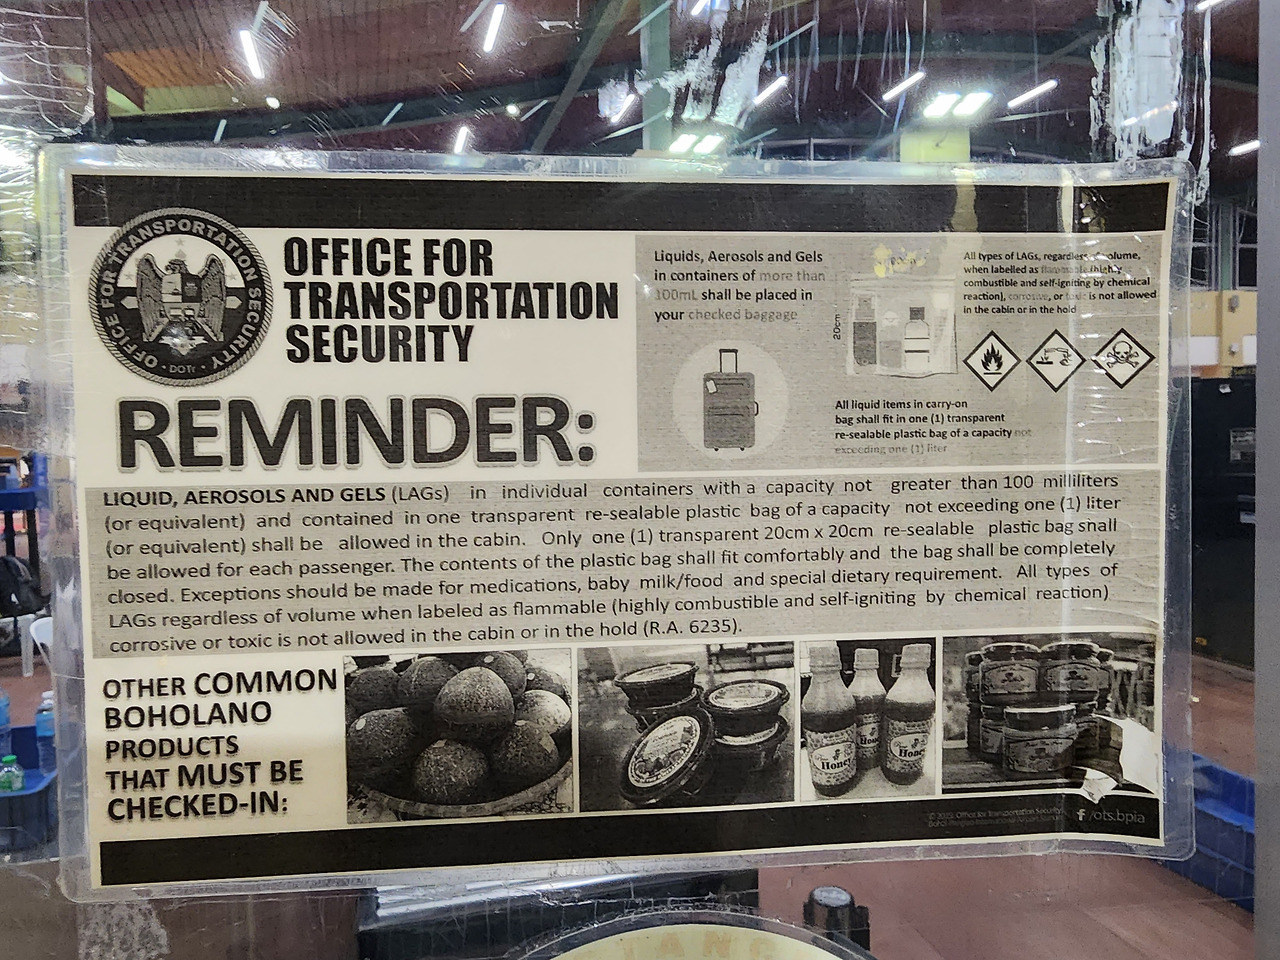 OFFICE FOR TRANSPORTATION SECURITY
DOTr
OFFICE FOR
TRANSPORTATION
SECURITY
REMINDER:
Liquids, Aerosols and Gels
in containers of more than
100mL shall be placed in
your checked baggage
20cm
All liquid items in carry-on
bag shall fit in one (1) transparent
re-sealable plastic bag of a capacity not
exceeding one (1) liter
All types of LAGs, regardless of volume,
when labelled as flammable (highly
combustible and self-igniting by chemical
reaction), corrosive, or toxic is not allowed
in the cabin or in the hold
LIQUID, AEROSOLS AND GELS (LAGs) in individual containers with a capacity not greater than 100 milliliters
(or equivalent) and contained in one transparent re-sealable plastic bag of a capacity not exceeding one (1) liter
(or equivalent) shall be allowed in the cabin. Only one (1) transparent 20cm x 20cm re-sealable plastic bag shall
be allowed for each passenger. The contents of the plastic bag shall fit comfortably and the bag shall be completely
closed. Exceptions should be made for medications, baby milk/food and special dietary requirement. All types of
LAGs regardless of volume when labeled as flammable (highly combustible and self-igniting by chemical reaction)
corrosive or toxic is not allowed in the cabin or in the hold (R.A. 6235).
OTHER COMMON
BOHOLANO
PRODUCTS
THAT MUST BE
CHECKED-IN:
Honey
Honey
Honey
Office for Transportation Security
/ots.bpia